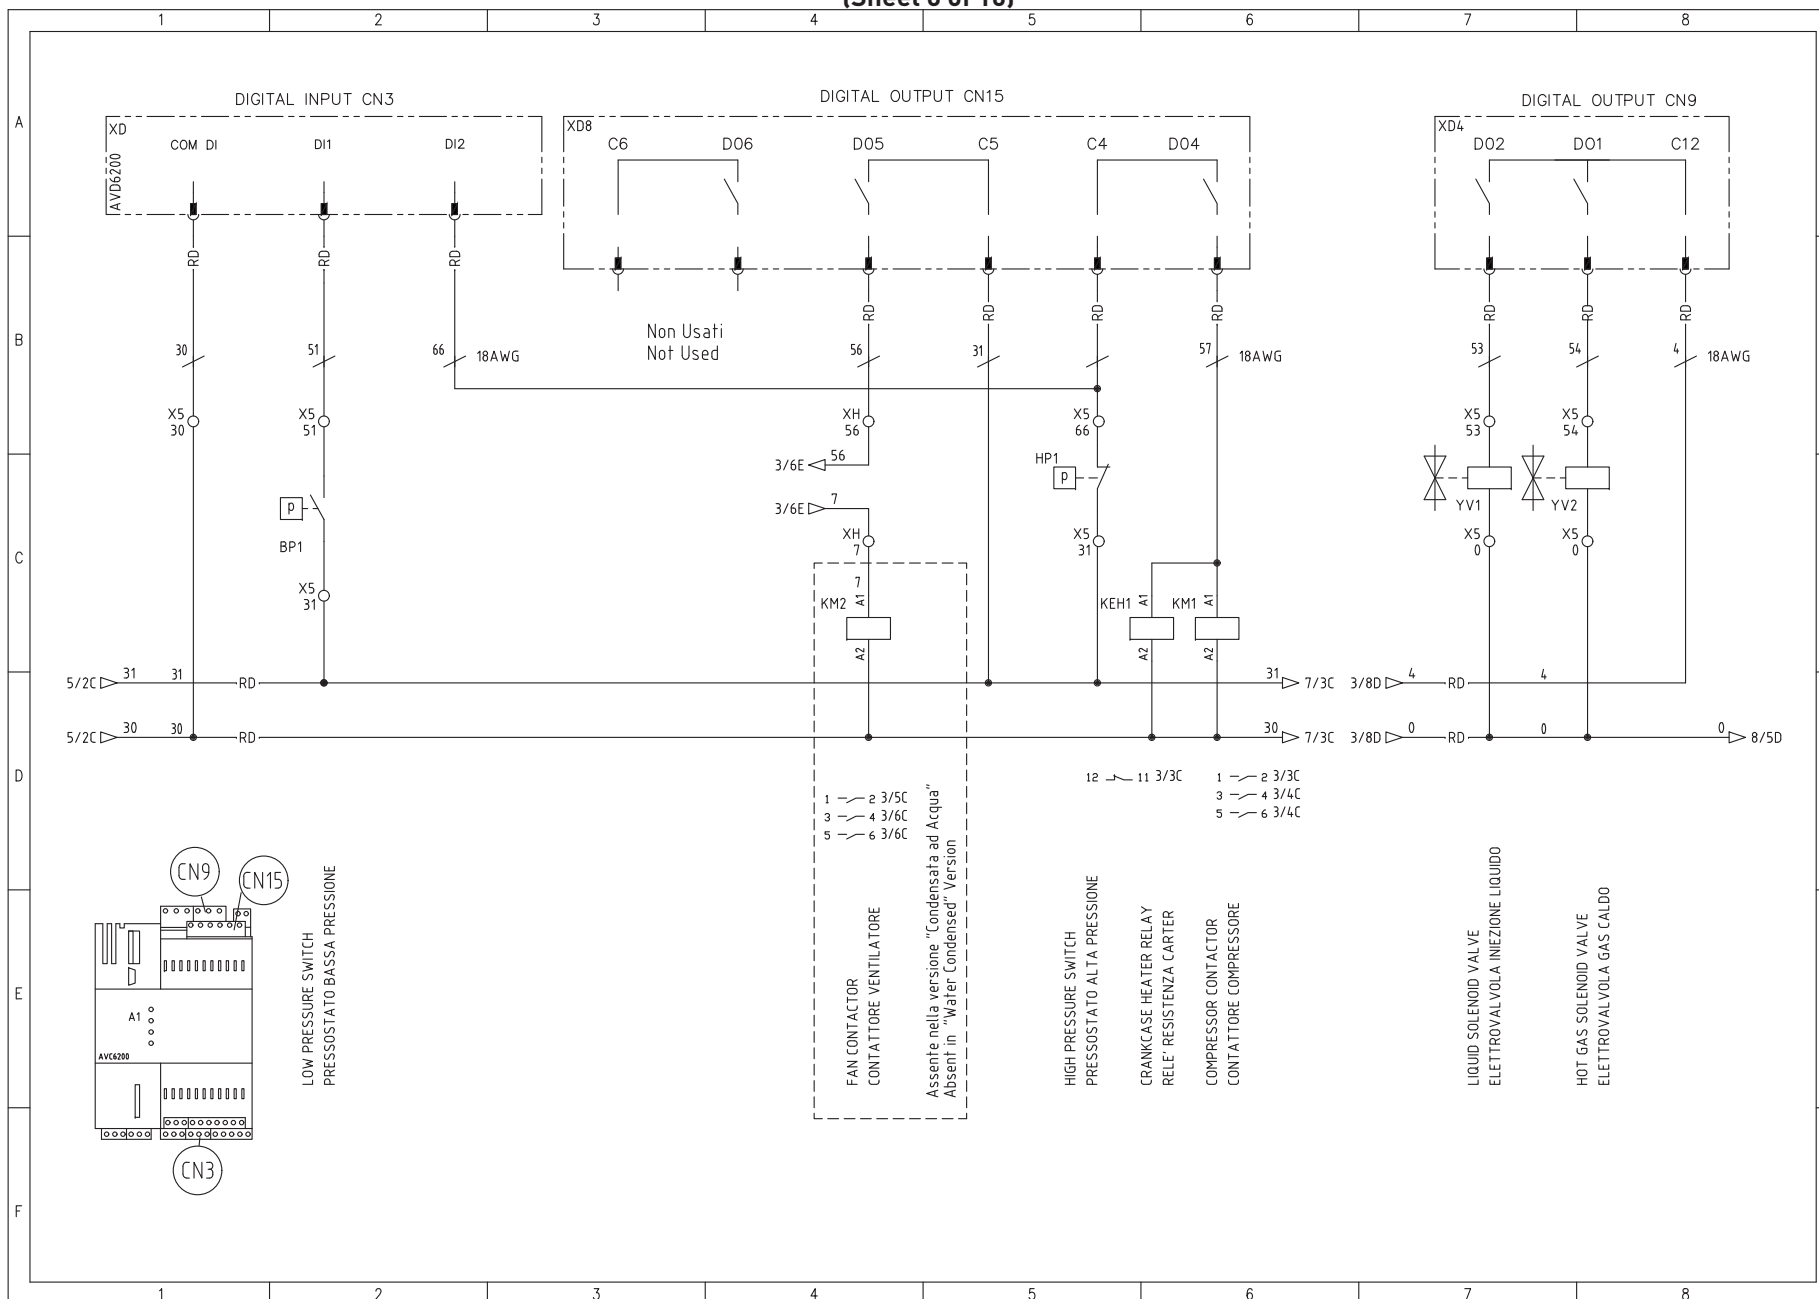 (Sheet 6 of 10)
1 2 3 4 5 6 7 8
A
B
C
D
E
F
DIGITAL INPUT CN3
XD
AVD6200
COM DI DI1 DI2
RD RD RD
30 51 66 18AWG
X5
30
X5
51
P
BP1
X5
31
DIGITAL OUTPUT CN15
XD8
C6 DO6 DO5 C5 C4 DO4
RD RD RD RD
Non Usati
Not Used
56 31 57 18AWG
XH
56
3/6E 56
3/6E 7
XH
7
7
KM2 A1
A2
X5
66
HP1
P
X5
31
KEH1 A1 KM1 A1
A2 A2
DIGITAL OUTPUT CN9
XD4
DO2 DO1 C12
RD RD RD
53 54 4 18AWG
X5
53
X5
54
YV1 YV2
X5
0
X5
0
5/2C 31 31 RD 31 7/3C 3/8D 4 RD 4
5/2C 30 30 RD 30 7/3C 3/8D 0 RD 0 0 8/5D
1 2 3/5C
3 4 3/6C
5 6 3/6C
12 11 3/3C
1 2 3/3C
3 4 3/4C
5 6 3/4C
CN9
CN15
A1
AVC6200
CN3
LOW PRESSURE SWITCH
PRESSOSTATO BASSA PRESSIONE
FAN CONTACTOR
CONTATTORE VENTILATORE
Assente nella versione "Condensata ad Acqua"
Absent in "Water Condensed" Version
HIGH PRESSURE SWITCH
PRESSOSTATO ALTA PRESSIONE
CRANKCASE HEATER RELAY
RELE' RESISTENZA CARTER
COMPRESSOR CONTACTOR
CONTATTORE COMPRESSORE
LIQUID SOLENOID VALVE
ELETTROVALVOLA INIEZIONE LIQUIDO
HOT GAS SOLENOID VALVE
ELETTROVALVOLA GAS CALDO
1 2 3 4 5 6 7 8